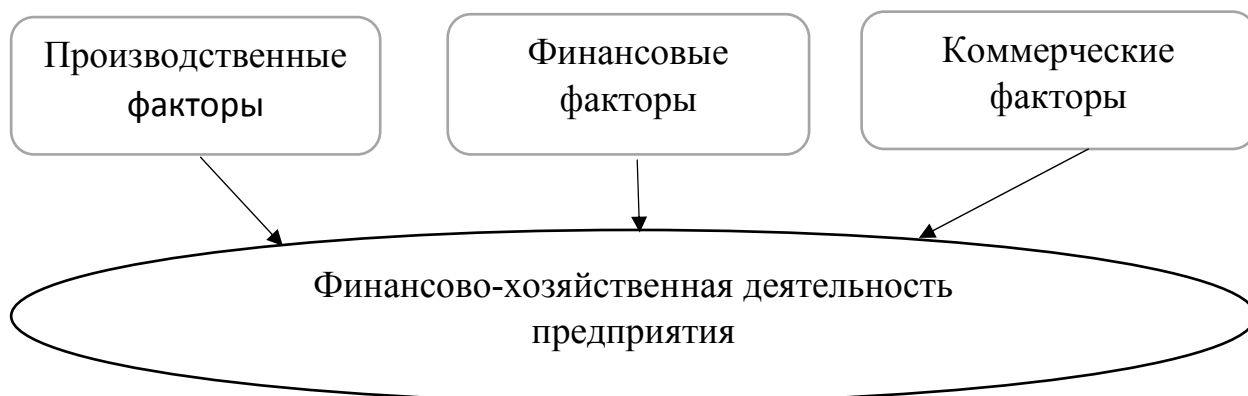 Производственные
факторы
Финансовые
факторы
Коммерческие
факторы
Финансово-хозяйственная деятельность
предприятия